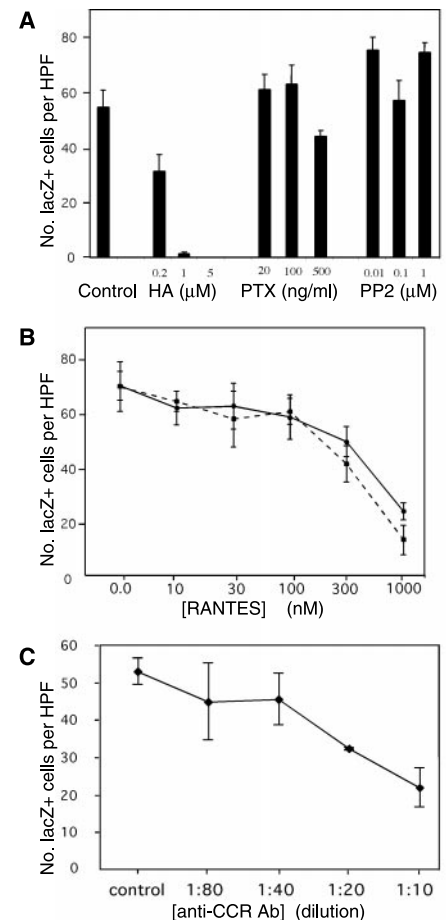 A
No. lacZ+ cells per HPF
80
60
40
20
0
0.2 1 5 20 100 500 0.01 0.1 1
Control HA (μM) PTX (ng/ml) PP2 (μM)
B
No. lacZ+ cells per HPF
80
60
40
20
0
0.0 10 30 100 300 1000
[RANTES] (nM)
C
No. lacZ+ cells per HPF
60
50
40
30
20
10
0
control 1:80 1:40 1:20 1:10
[anti-CCR Ab] (dilution)